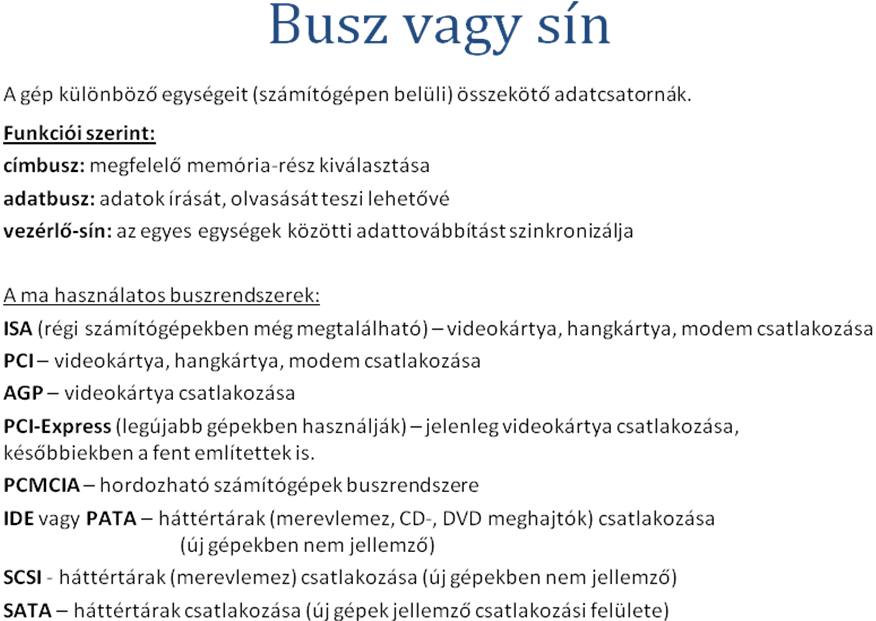 Busz vagy sín
A gép különböző egységeit (számítógépen belüli) összekötő adatcsatornák.
Funkciói szerint:
címbusz: megfelelő memória-rész kiválasztása
adatbusz: adatok írását, olvasását teszi lehetővé
vezérlő-sín: az egyes egységek közötti adattovábbítást szinkronizálja
A ma használatos buszrendszerek:
ISA (régi számítógépekben még megtalálható) – videokártya, hangkártya, modem csatlakozása
PCI – videokártya, hangkártya, modem csatlakozása
AGP – videokártya csatlakozása
PCI-Express (legújabb gépekben használják) – jelenleg videokártya csatlakozása,
későbbiekben a fent említettek is.
PCMCIA – hordozható számítógépek buszrendszere
IDE vagy PATA – háttértárak (merevlemez, CD-, DVD meghajtók) csatlakozása
(új gépekben nem jellemző)
SCSI - háttértárak (merevlemez) csatlakozása (új gépekben nem jellemző)
SATA – háttértárak csatlakozása (új gépek jellemző csatlakozási felülete)